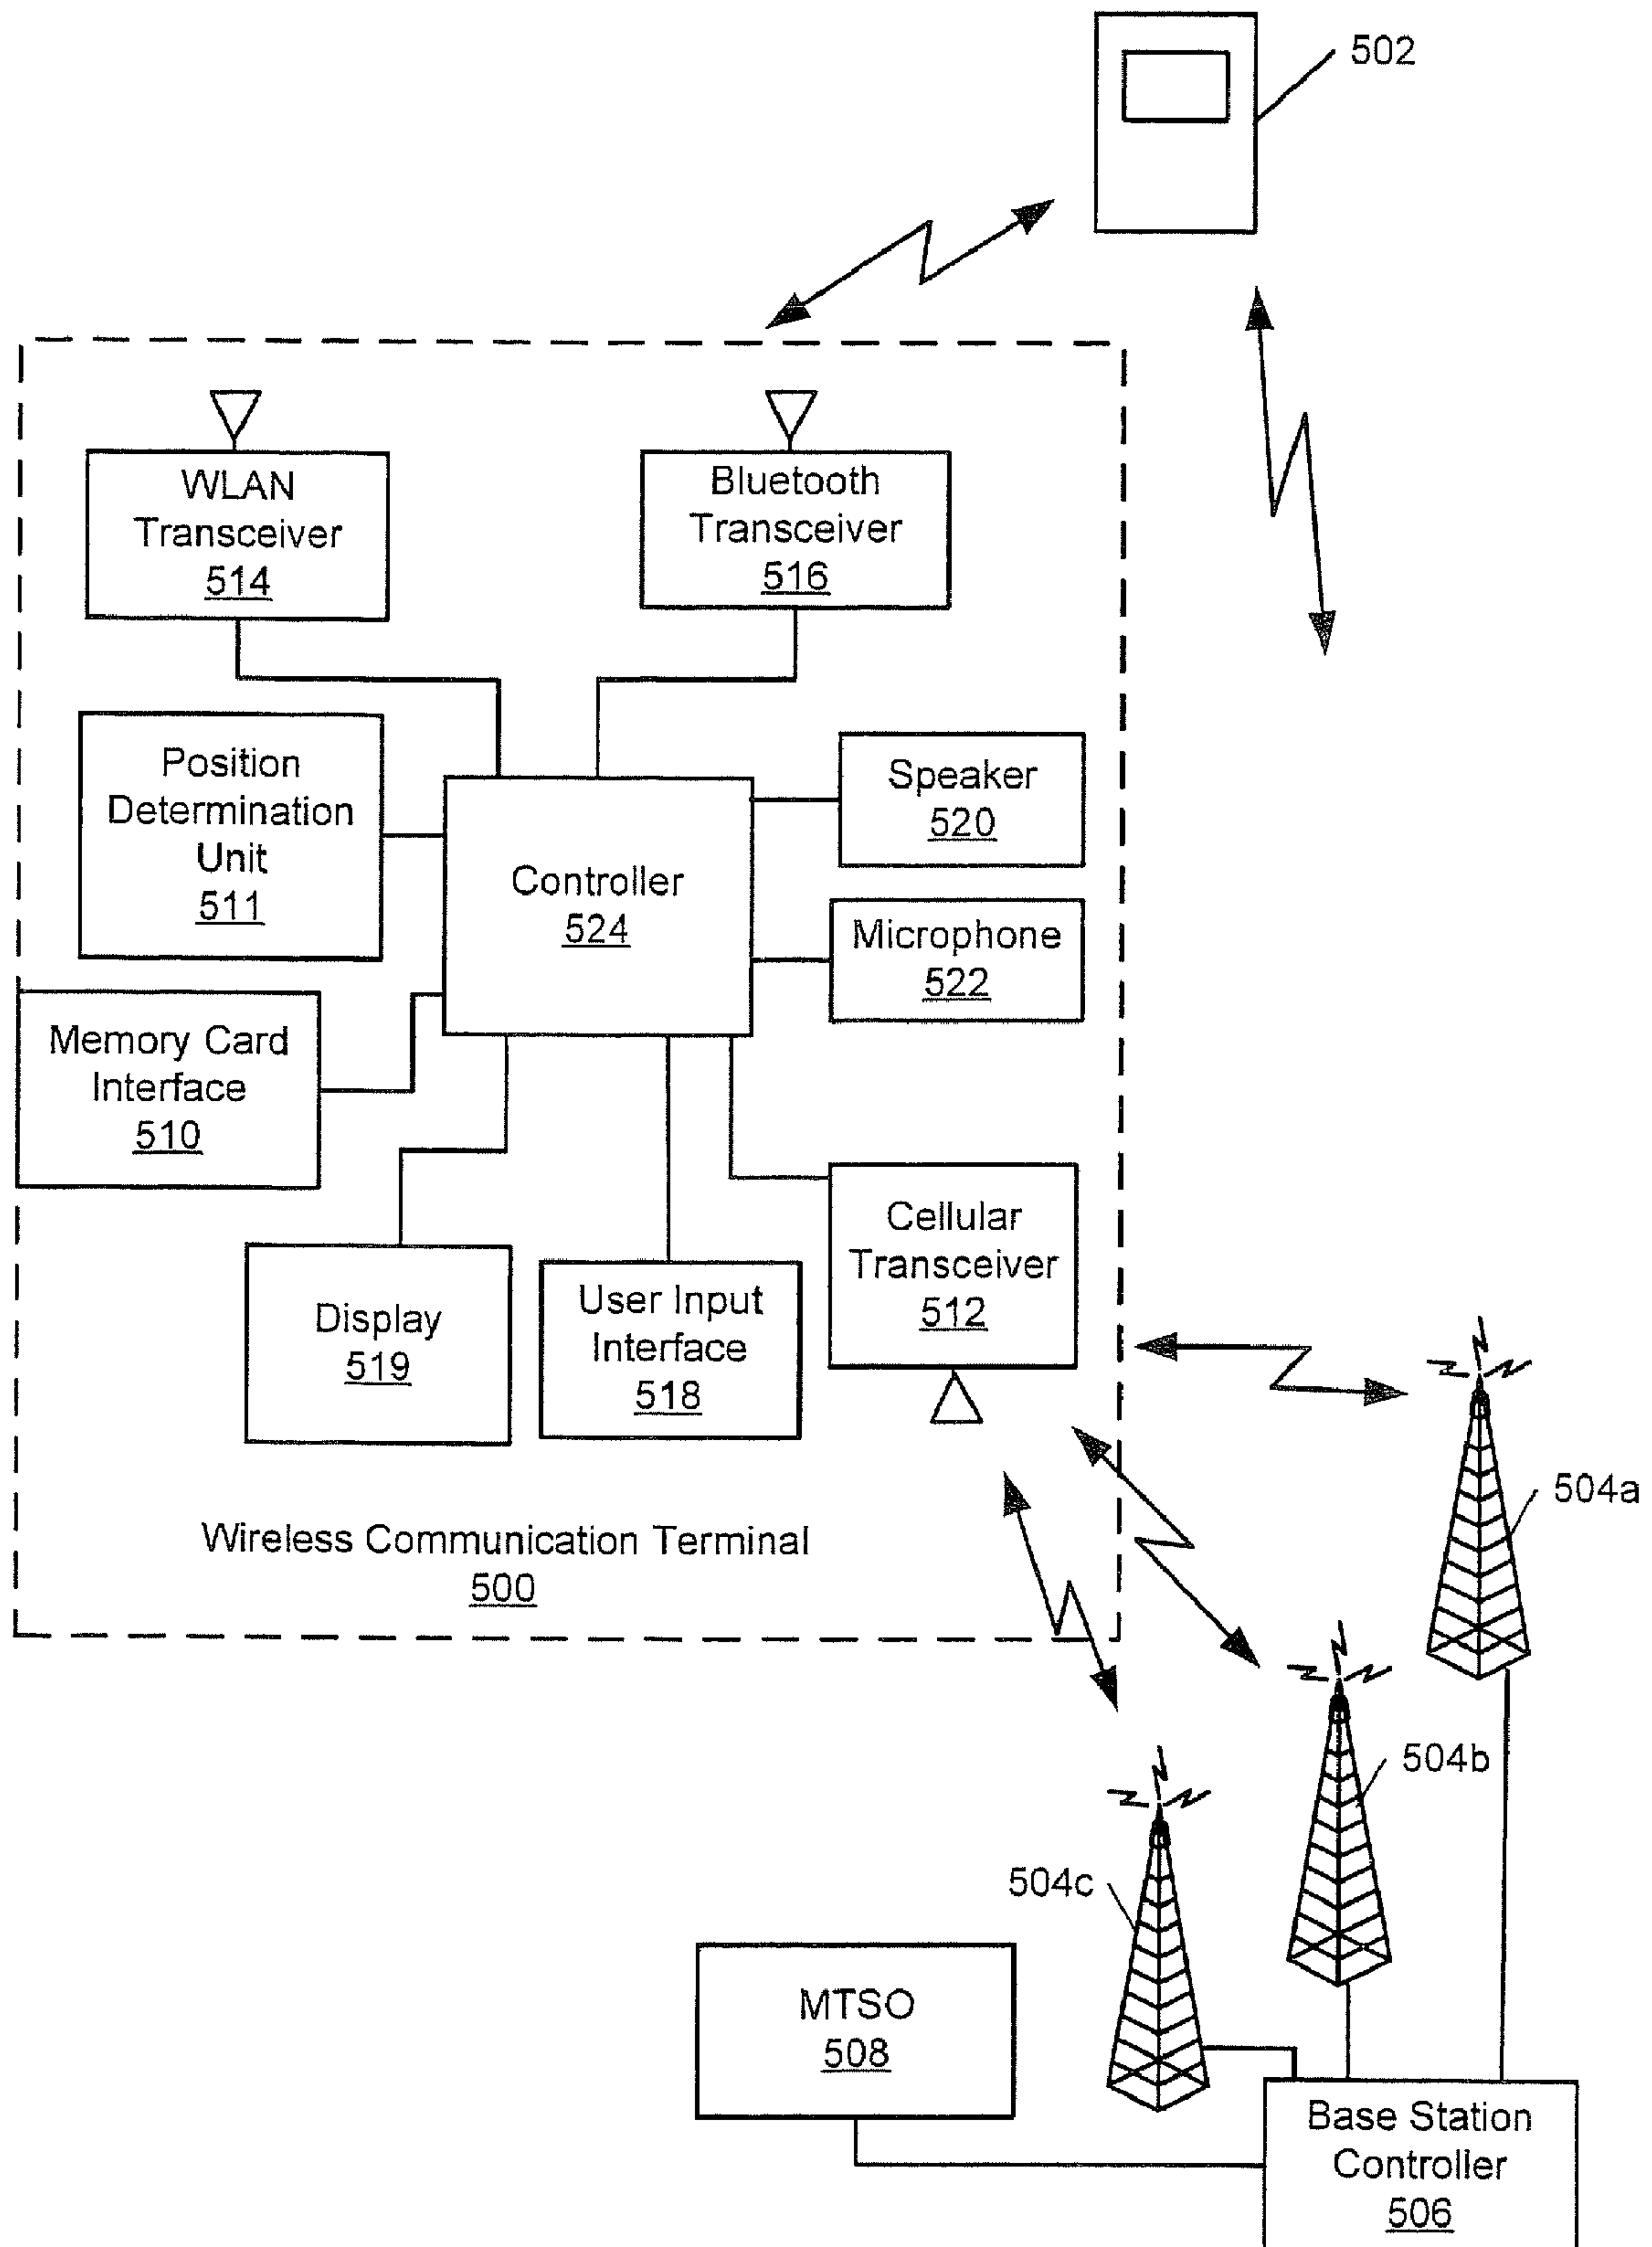 502
WLAN
Transceiver
514
Bluetooth
Transceiver
516
Position
Determination
Unit
511
Controller
524
Speaker
520
Microphone
522
Memory Card
Interface
510
Display
519
User Input
Interface
518
Cellular
Transceiver
512
Wireless Communication Terminal
500
504a
504b
504c
MTSO
508
Base Station
Controller
506